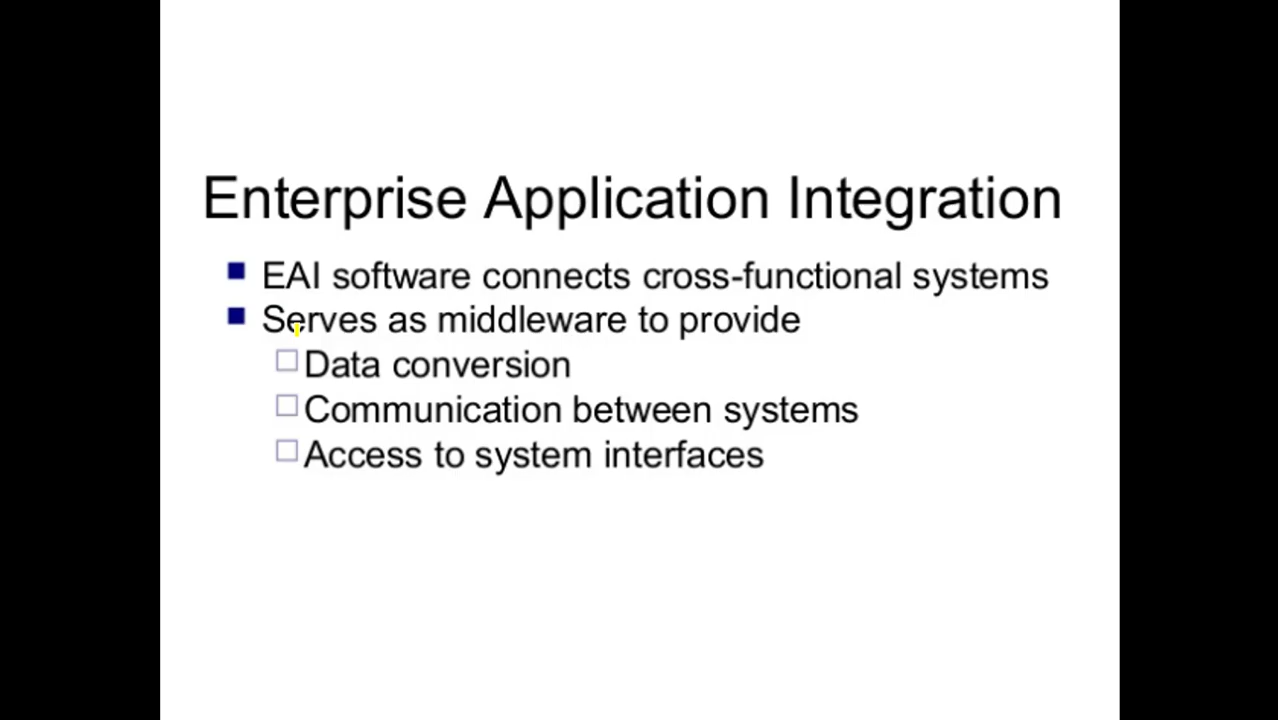 Enterprise Application Integration
EAI software connects cross-functional systems
Serves as middleware to provide
Data conversion
Communication between systems
Access to system interfaces